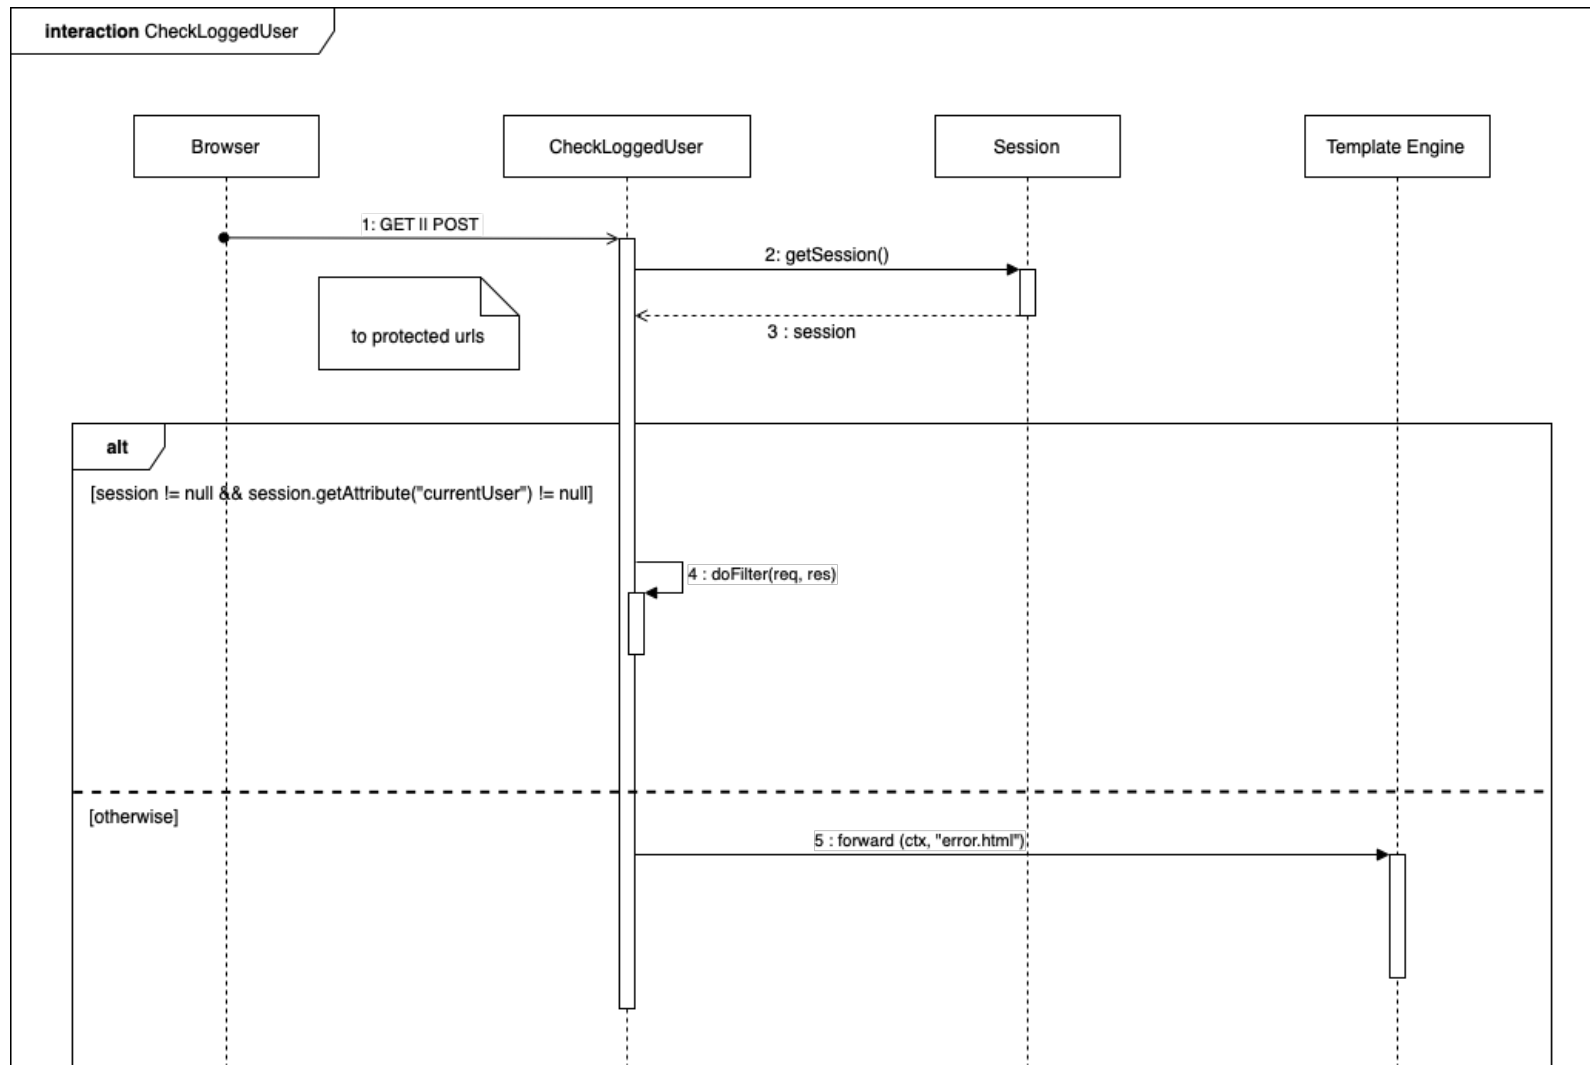 interaction CheckLoggedUser
Browser
CheckLoggedUser
Session
Template Engine
1: GET II POST
2: getSession()
to protected urls
3 : session
alt
[session != null && session.getAttribute("currentUser") != null]
4 : doFilter(req, res)
[otherwise]
5 : forward (ctx, "error.html")